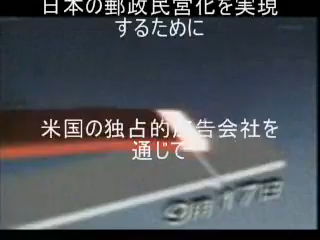 日本の郵政民営化を実現
するために
米国の独占的広告会社を
通じて
9月17日